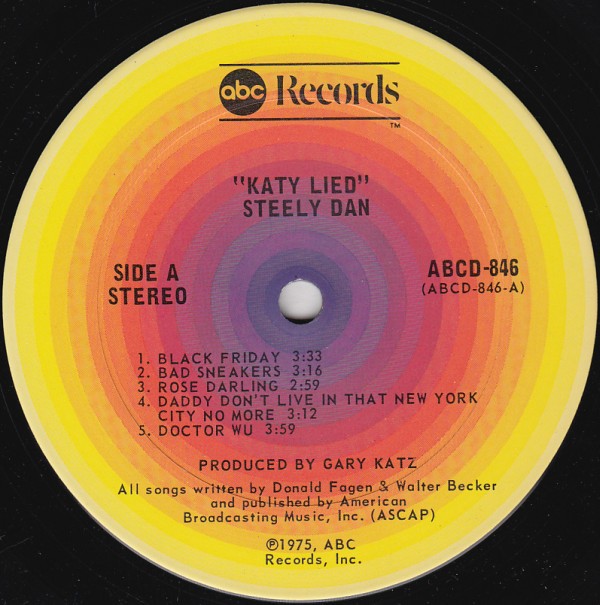 abc Records
TM
"KATY LIED"
STEELY DAN
SIDE A
STEREO
ABCD-846
(ABCD-846-A)
1. BLACK FRIDAY 3:33
2. BAD SNEAKERS 3:16
3. ROSE DARLING 2:59
4. DADDY DON'T LIVE IN THAT NEW YORK
CITY NO MORE 3:12
5. DOCTOR WU 3:59
PRODUCED BY GARY KATZ
All songs written by Donald Fagen & Walter Becker
and published by American
Broadcasting Music, Inc. (ASCAP)
℗1975, ABC
Records, Inc.